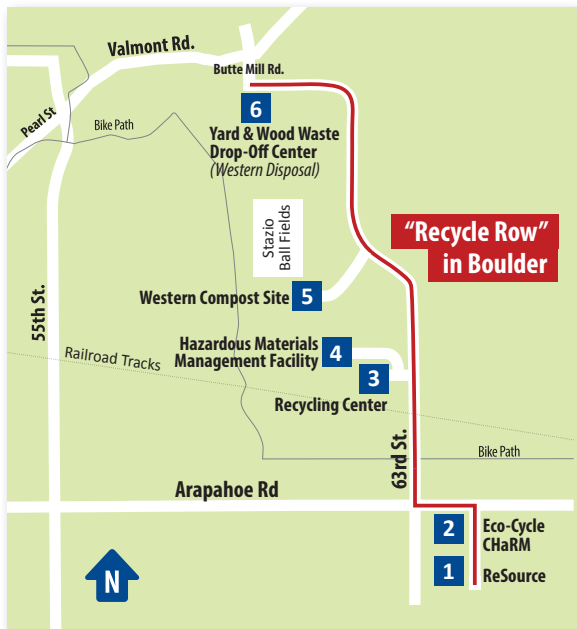 Valmont Rd.
Butte Mill Rd.
Pearl St
Bike Path
6
Yard & Wood Waste
Drop-Off Center
(Western Disposal)
Stazio
Ball Fields
“Recycle Row”
in Boulder
Western Compost Site
5
55th St.
Hazardous Materials
Management Facility
4
Railroad Tracks
3
Recycling Center
63rd St.
Bike Path
Arapahoe Rd
2
Eco-Cycle
CHaRM
1
ReSource
N